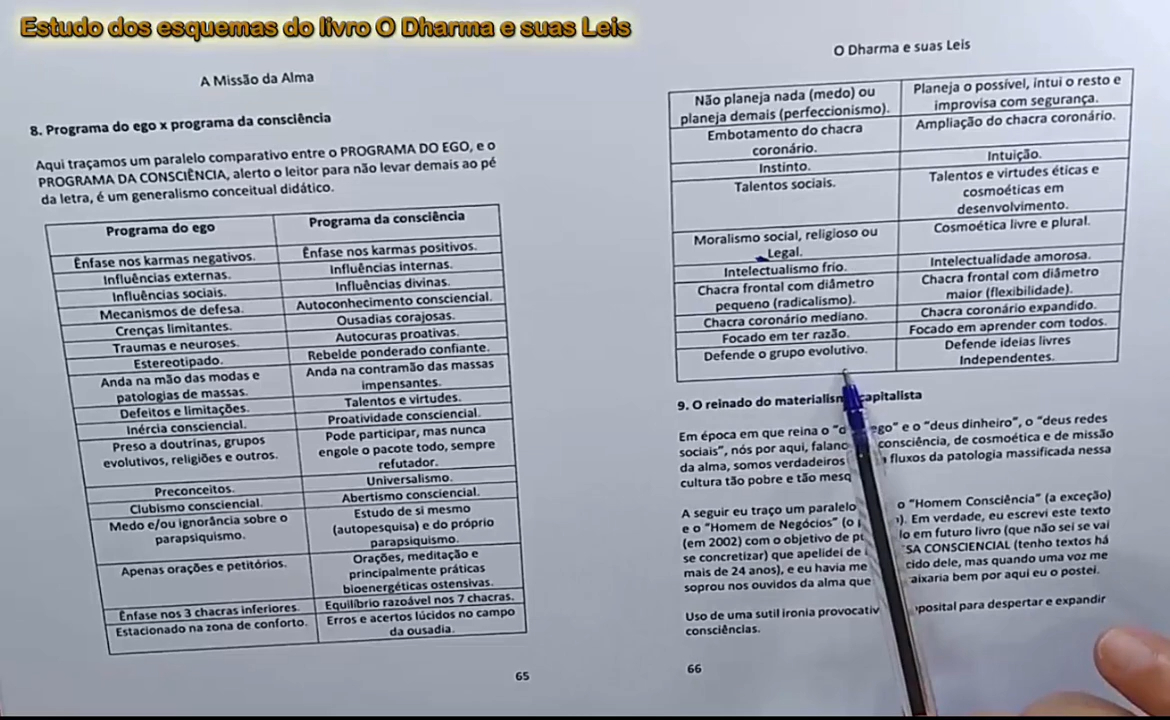 Estudo dos esquemas do livro O Dharma e suas Leis
A Missão da Alma
8. Programa do ego x programa da consciência
Aqui traçamos um paralelo comparativo entre o PROGRAMA DO EGO, e o
PROGRAMA DA CONSCIÊNCIA, alerto o leitor para não levar demais ao pé
da letra, é um generalismo conceitual didático.
Programa do ego
Programa da consciência
Ênfase nos karmas negativos.
Ênfase nos karmas positivos.
Influências externas.
Influências internas.
Influências sociais.
Influências divinas.
Mecanismos de defesa.
Autoconhecimento consciencial.
Crenças limitantes.
Ousadias corajosas.
Traumas e neuroses.
Autocuras proativas.
Estereotipado.
Rebelde ponderado confiante.
Anda na mão das modas e
patologias de massas.
Anda na contramão das massas
impensantes.
Defeitos e limitações.
Talentos e virtudes.
Inércia consciencial.
Proatividade consciencial.
Preso a doutrinas, grupos
evolutivos, religiões e outros.
Pode participar, mas nunca
engole o pacote todo, sempre
refutador.
Preconceitos.
Universalismo.
Clubismo consciencial.
Abertismo consciencial.
Medo e/ou ignorância sobre o
parapsiquismo.
Estudo de si mesmo
(autopesquisa) e do próprio
parapsiquismo.
Apenas orações e petitórios.
Orações, meditação e
principalmente práticas
bioenergéticas ostensivas.
Ênfase nos 3 chacras inferiores.
Equilíbrio razoável nos 7 chacras.
Estacionado na zona de conforto.
Erros e acertos lúcidos no campo
da ousadia.
65
O Dharma e suas Leis
Não planeja nada (medo) ou
planeja demais (perfeccionismo).
Planeja o possível, intui o resto e
improvisa com segurança.
Embotamento do chacra
coronário.
Ampliação do chacra coronário.
Instinto.
Intuição.
Talentos sociais.
Talentos e virtudes éticas e
cosmoéticas em
desenvolvimento.
Moralismo social, religioso ou
Legal.
Cosmoética livre e plural.
Intelectualismo frio.
Intelectualidade amorosa.
Chacra frontal com diâmetro
pequeno (radicalismo).
Chacra frontal com diâmetro
maior (flexibilidade).
Chacra coronário mediano.
Chacra coronário expandido.
Focado em ter razão.
Focado em aprender com todos.
Defende o grupo evolutivo.
Defende ideias livres
Independentes.
9. O reinado do capitalista
Em época em que reina o e o "deus dinheiro", o "deus redes
sociais", nós por aqui, consciência, de cosmoética e de missão
da alma, somos verdadeiros fluxos da patologia massificada nessa
cultura tão pobre e tão
A seguir eu traço um paralelo o "Homem Consciência" (a exceção)
e o "Homem de Negócios" (o Em verdade, eu escrevi este texto
(em 2002) com o objetivo de em futuro livro (que não sei se vai
se concretizar) que apelidei de CONSCIENCIAL (tenho textos há
mais de 24 anos), e eu havia me dele, mas quando uma voz me
soprou nos ouvidos da alma que bem por aqui eu o postei.
Uso de uma sutil ironia para despertar e expandir
consciências.
66